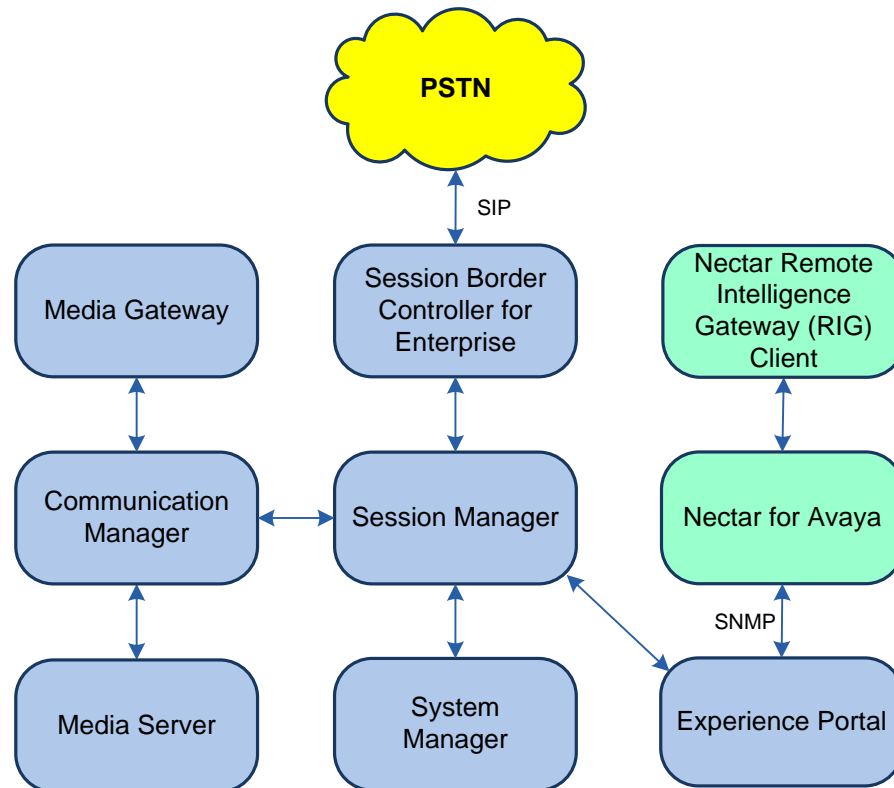 PSTN
SIP
Media Gateway
Session Border
Controller for
Enterprise
Nectar Remote
Intelligence
Gateway (RIG)
Client
Communication
Manager
Session Manager
Nectar for Avaya
SNMP
Media Server
System
Manager
Experience Portal